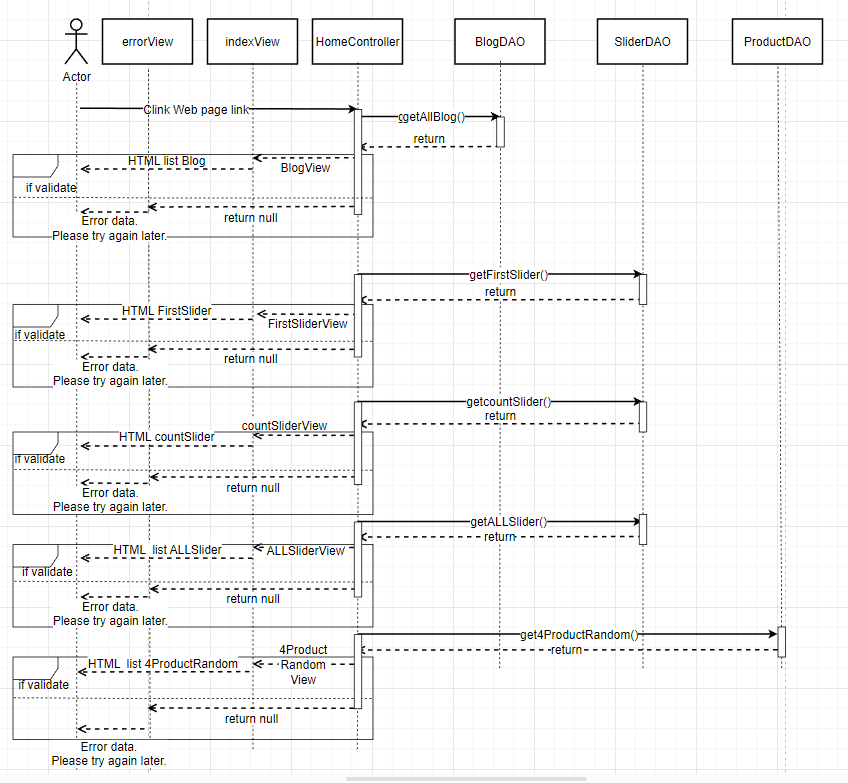 errorView
indexView
HomeController
BlogDAO
SliderDAO
ProductDAO
Actor
Clink Web page link
cgetAllBlog()
return
HTML list Blog
BlogView
if validate
return null
Error data.
Please try again later.
getFirstSlider()
return
HTML FirstSlider
FirstSliderView
if validate
return null
Error data.
Please try again later.
getcountSlider()
return
countSliderView
HTML countSlider
if validate
return null
Error data.
Please try again later.
getALLSlider()
return
HTML  list ALLSlider
ALLSliderView
if validate
return null
Error data.
Please try again later.
get4ProductRandom()
return
4Product
Random
View
HTML  list 4ProductRandom
if validate
return null
Error data.
Please try again later.